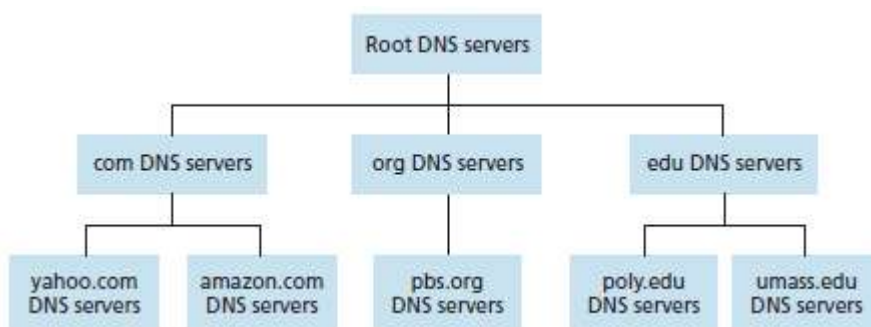 Root DNS servers
com DNS servers
org DNS servers
edu DNS servers
yahoo.com
DNS servers
amazon.com
DNS servers
pbs.org
DNS servers
poly.edu
DNS servers
umass.edu
DNS servers